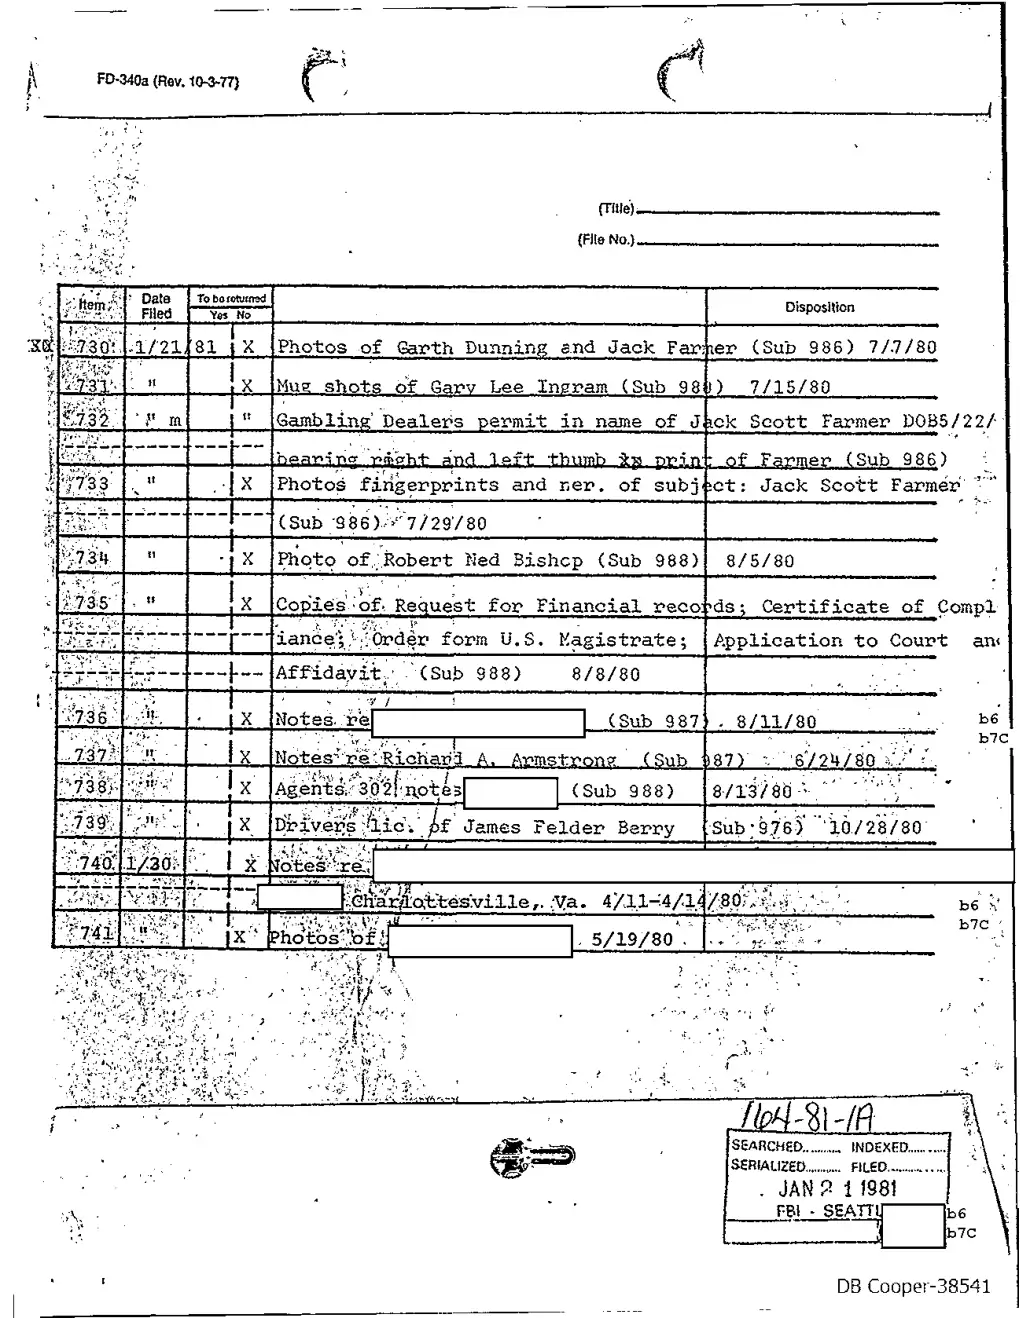 FD-340a (Rev. 10-3-77)
(Title)
(File No.)
Item Date Filed To be returned Yes No Disposition
730 1/21/81 X Photos of Garth Dunning and Jack Farmer (Sub 986) 7/7/80
731 " X Mug shots of Gary Lee Ingram (Sub 980) 7/15/80
732 " m " Gambling Dealers permit in name of Jack Scott Farmer DOB5/22/
bearing right and left thumb xn print of Farmer (Sub 986)
733 " X Photos fingerprints and ner. of subject: Jack Scott Farmer
(Sub 986) 7/29/80
734 " X Photo of Robert Ned Bishop (Sub 988) 8/5/80
735 " X Copies of Request for Financial records; Certificate of Compl
iance; Order form U.S. Magistrate; Application to Court an
Affidavit (Sub 988) 8/8/80
736 " X Notes re (Sub 987) 8/11/80 b6
b7C
737 " X Notes re Richard A. Armstrong (Sub 987) 6/24/80
738 " X Agents 302 notes (Sub 988) 8/13/80
739 " X Drivers lic. of James Felder Berry (Sub 976) 10/28/80
740 1/30 X Notes re
Charlottesville, Va. 4/11-4/14/80 b6
b7C
741 " X Photos of 5/19/80
164-81-1A
SEARCHED INDEXED
SERIALIZED FILED
JAN 21 1981
FBI - SEATTL
b6
b7C
DB Cooper-38541